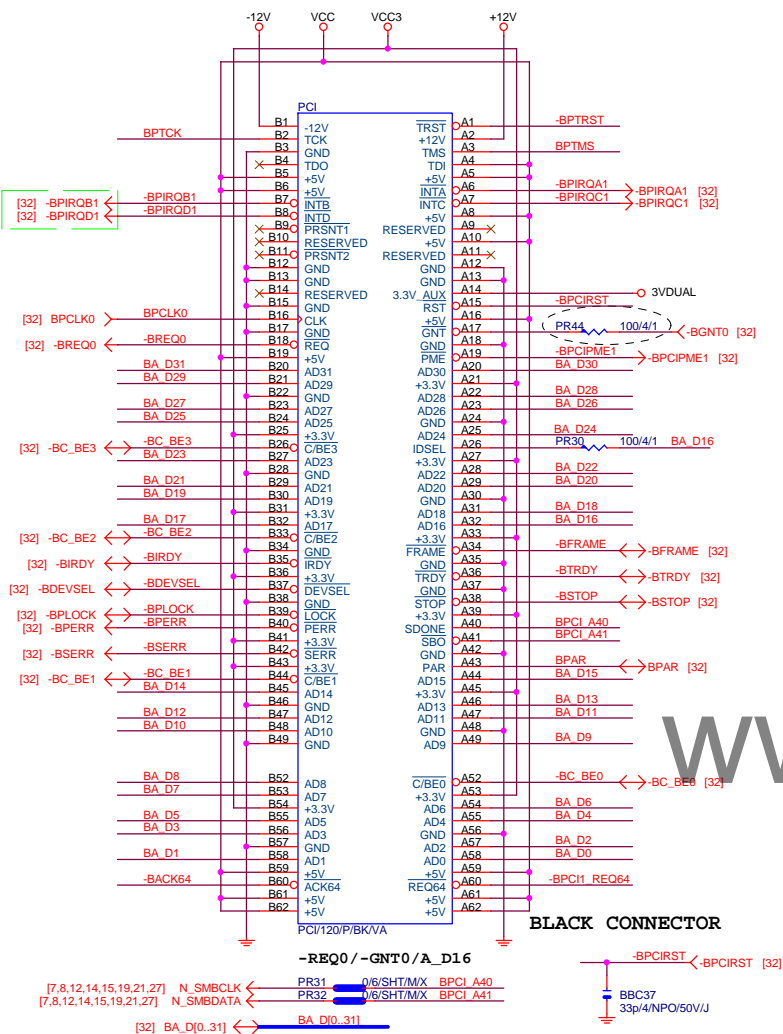 -12V VCC VCC3 +12V
PCI
B1 -12V TRST A1 -BPTRST
BPTCK B2 TCK +12V A2
B3 GND TMS A3 BPTMS
B4 TDO TDI A4
B5 +5V +5V A5
B6 +5V INTA A6 -BPIRQA1 -BPIRQA1 [32]
[32] -BPIRQB1 -BPIRQB1 B7 INTB INTC A7 -BPIRQC1 -BPIRQC1 [32]
[32] -BPIRQD1 -BPIRQD1 B8 INTD +5V A8
B9 PRSNT1 RESERVED A9
B10 RESERVED +5V A10
B11 PRSNT2 RESERVED A11
B12 GND GND A12
B13 GND GND A13
B14 RESERVED 3.3V_AUX A14 3VDUAL
B15 GND RST A15 -BPCIRST
[32] BPCLK0 BPCLK0 B16 CLK +5V A16
B17 GND GNT A17 PR44 100/4/1 -BGNT0 [32]
[32] -BREQ0 -BREQ0 B18 REQ GND A18
B19 +5V PME A19 -BPCIPME1 -BPCIPME1 [32]
BA_D31 B20 AD31 AD30 A20 BA_D30
BA_D29 B21 AD29 +3.3V A21
B22 GND AD28 A22 BA_D28
BA_D27 B23 AD27 AD26 A23 BA_D26
BA_D25 B24 AD25 GND A24
B25 +3.3V AD24 A25 BA_D24
[32] -BC_BE3 -BC_BE3 B26 C/BE3 IDSEL A26 PR30 100/4/1 BA_D16
BA_D23 B27 AD23 +3.3V A27
B28 GND AD22 A28 BA_D22
BA_D21 B29 AD21 AD20 A29 BA_D20
BA_D19 B30 AD19 GND A30
B31 +3.3V AD18 A31 BA_D18
BA_D17 B32 AD17 AD16 A32 BA_D16
[32] -BC_BE2 -BC_BE2 B33 C/BE2 +3.3V A33
B34 GND FRAME A34 -BFRAME -BFRAME [32]
[32] -BIRDY -BIRDY B35 IRDY GND A35
B36 +3.3V TRDY A36 -BTRDY -BTRDY [32]
[32] -BDEVSEL -BDEVSEL B37 DEVSEL GND A37
B38 GND STOP A38 -BSTOP -BSTOP [32]
[32] -BPLOCK -BPLOCK B39 LOCK +3.3V A39
[32] -BPERR -BPERR B40 PERR SDONE A40 BPCI_A40
B41 +3.3V SBO A41 BPCI_A41
[32] -BSERR -BSERR B42 SERR GND A42
B43 +3.3V PAR A43 BPAR BPAR [32]
[32] -BC_BE1 -BC_BE1 B44 C/BE1 AD15 A44 BA_D15
BA_D14 B45 AD14 +3.3V A45
B46 GND AD13 A46 BA_D13
BA_D12 B47 AD12 AD11 A47 BA_D11
BA_D10 B48 AD10 GND A48
B49 GND AD9 A49 BA_D9
BA_D8 B52 AD8 C/BE0 A52 -BC_BE0 -BC_BE0 [32]
BA_D7 B53 AD7 +3.3V A53
B54 +3.3V AD6 A54 BA_D6
BA_D5 B55 AD5 AD4 A55 BA_D4
BA_D3 B56 AD3 GND A56
B57 GND AD2 A57 BA_D2
BA_D1 B58 AD1 AD0 A58 BA_D0
B59 +5V +5V A59
-BACK64 B60 ACK64 REQ64 A60 -BPCI1_REQ64
B61 +5V +5V A61
B62 +5V +5V A62
PCI/120/P/BK/VA
BLACK CONNECTOR
-REQ0/-GNT0/A_D16
[7,8,12,14,15,19,21,27] N_SMBCLK PR31 0/6/SHT/M/X BPCI_A40
[7,8,12,14,15,19,21,27] N_SMBDATA PR32 0/6/SHT/M/X BPCI_A41
[32] BA_D[0..31] BA_D[0..31]
-BPCIRST -BPCIRST [32]
BBC37
33p/4/NPO/50V/J